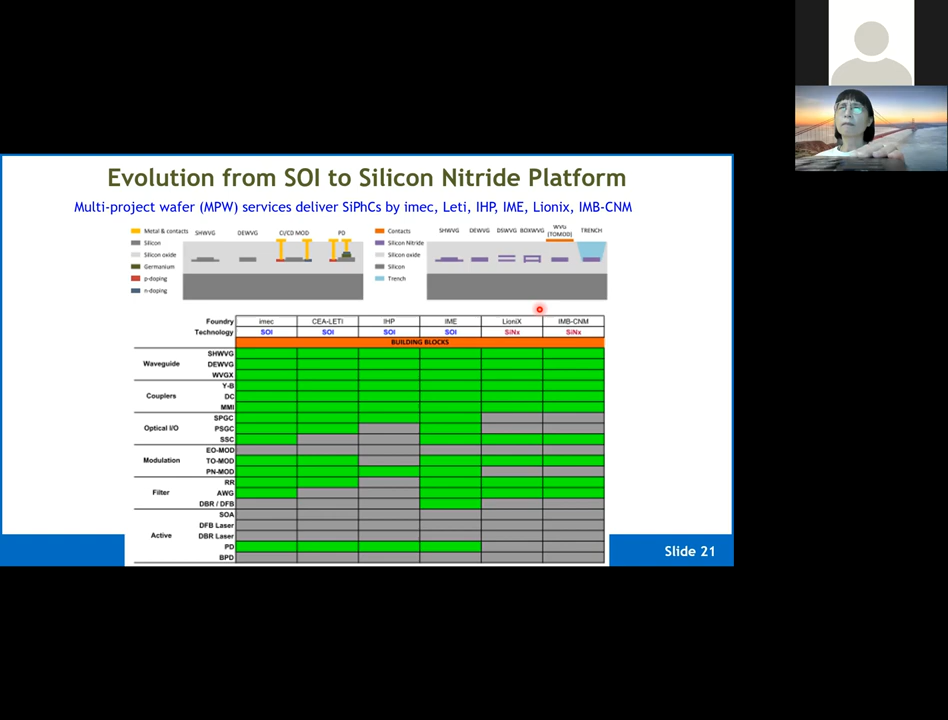 Evolution from SOI to Silicon Nitride Platform
Multi-project wafer (MPW) services deliver SiPhCs by imec, Leti, IHP, IME, Lionix, IMB-CNM
Metal & contacts SHWVG DEWVG CI/CD MOD PD
Silicon
Silicon oxide
Germanium
p-doping
n-doping
Contacts SHWVG DEWVG DSWVG BOXWVG WVG (TOMOD) TRENCH
Silicon Nitride
Silicon oxide
Silicon
Trench
Foundry imec CEA-LETI IHP IME LioniX IMB-CNM
Technology SOI SOI SOI SOI SiNx SiNx
BUILDING BLOCKS
SHWVG
Waveguide DEWVG
WVGX
Y-B
Couplers DC
MMI
SPGC
Optical I/O PSGC
SSC
EO-MOD
Modulation TO-MOD
PN-MOD
RR
Filter AWG
DBR / DFB
SOA
DFB Laser
Active DBR Laser
PD
BPD
Slide 21